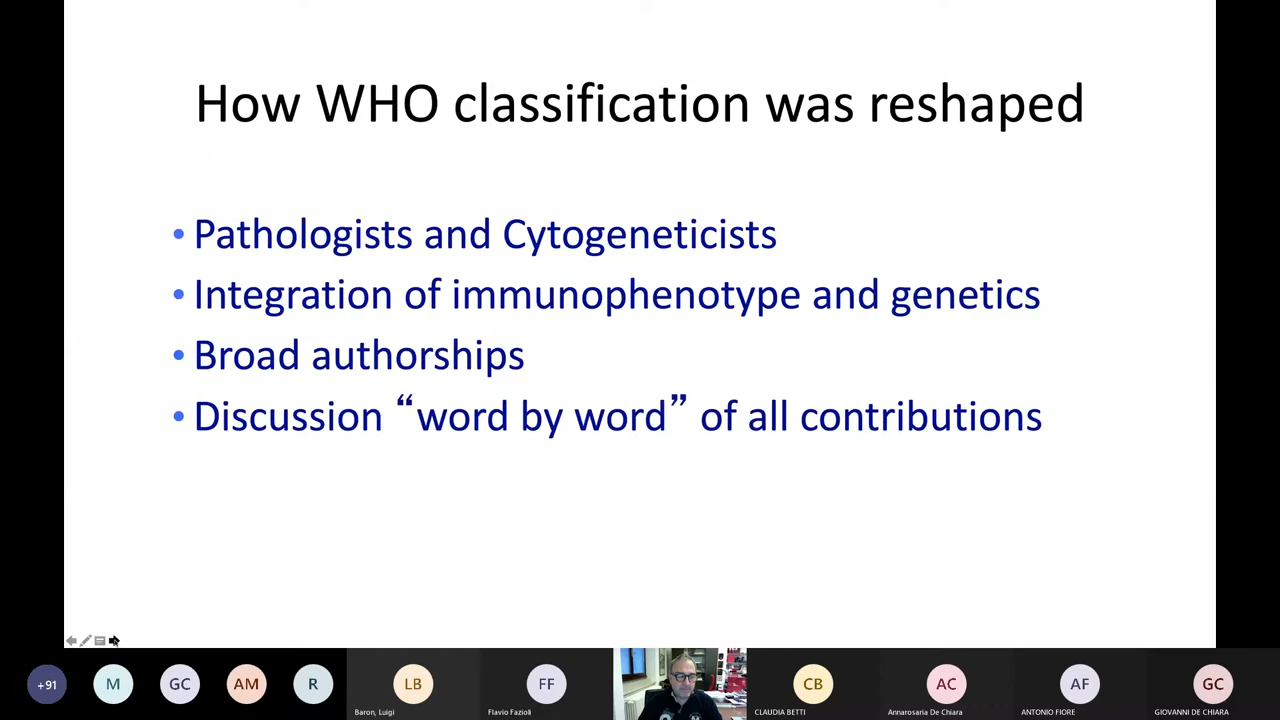 How WHO classification was reshaped
• Pathologists and Cytogeneticists
• Integration of immunophenotype and genetics
• Broad authorships
• Discussion “word by word” of all contributions
+91
M
GC
AM
R
LB
Baron, Luigi
FF
Flavio Fazioli
CB
CLAUDIA BETTI
AC
Annarosaria De Chiara
AF
ANTONIO FIORE
GC
GIOVANNI DE CHIARA